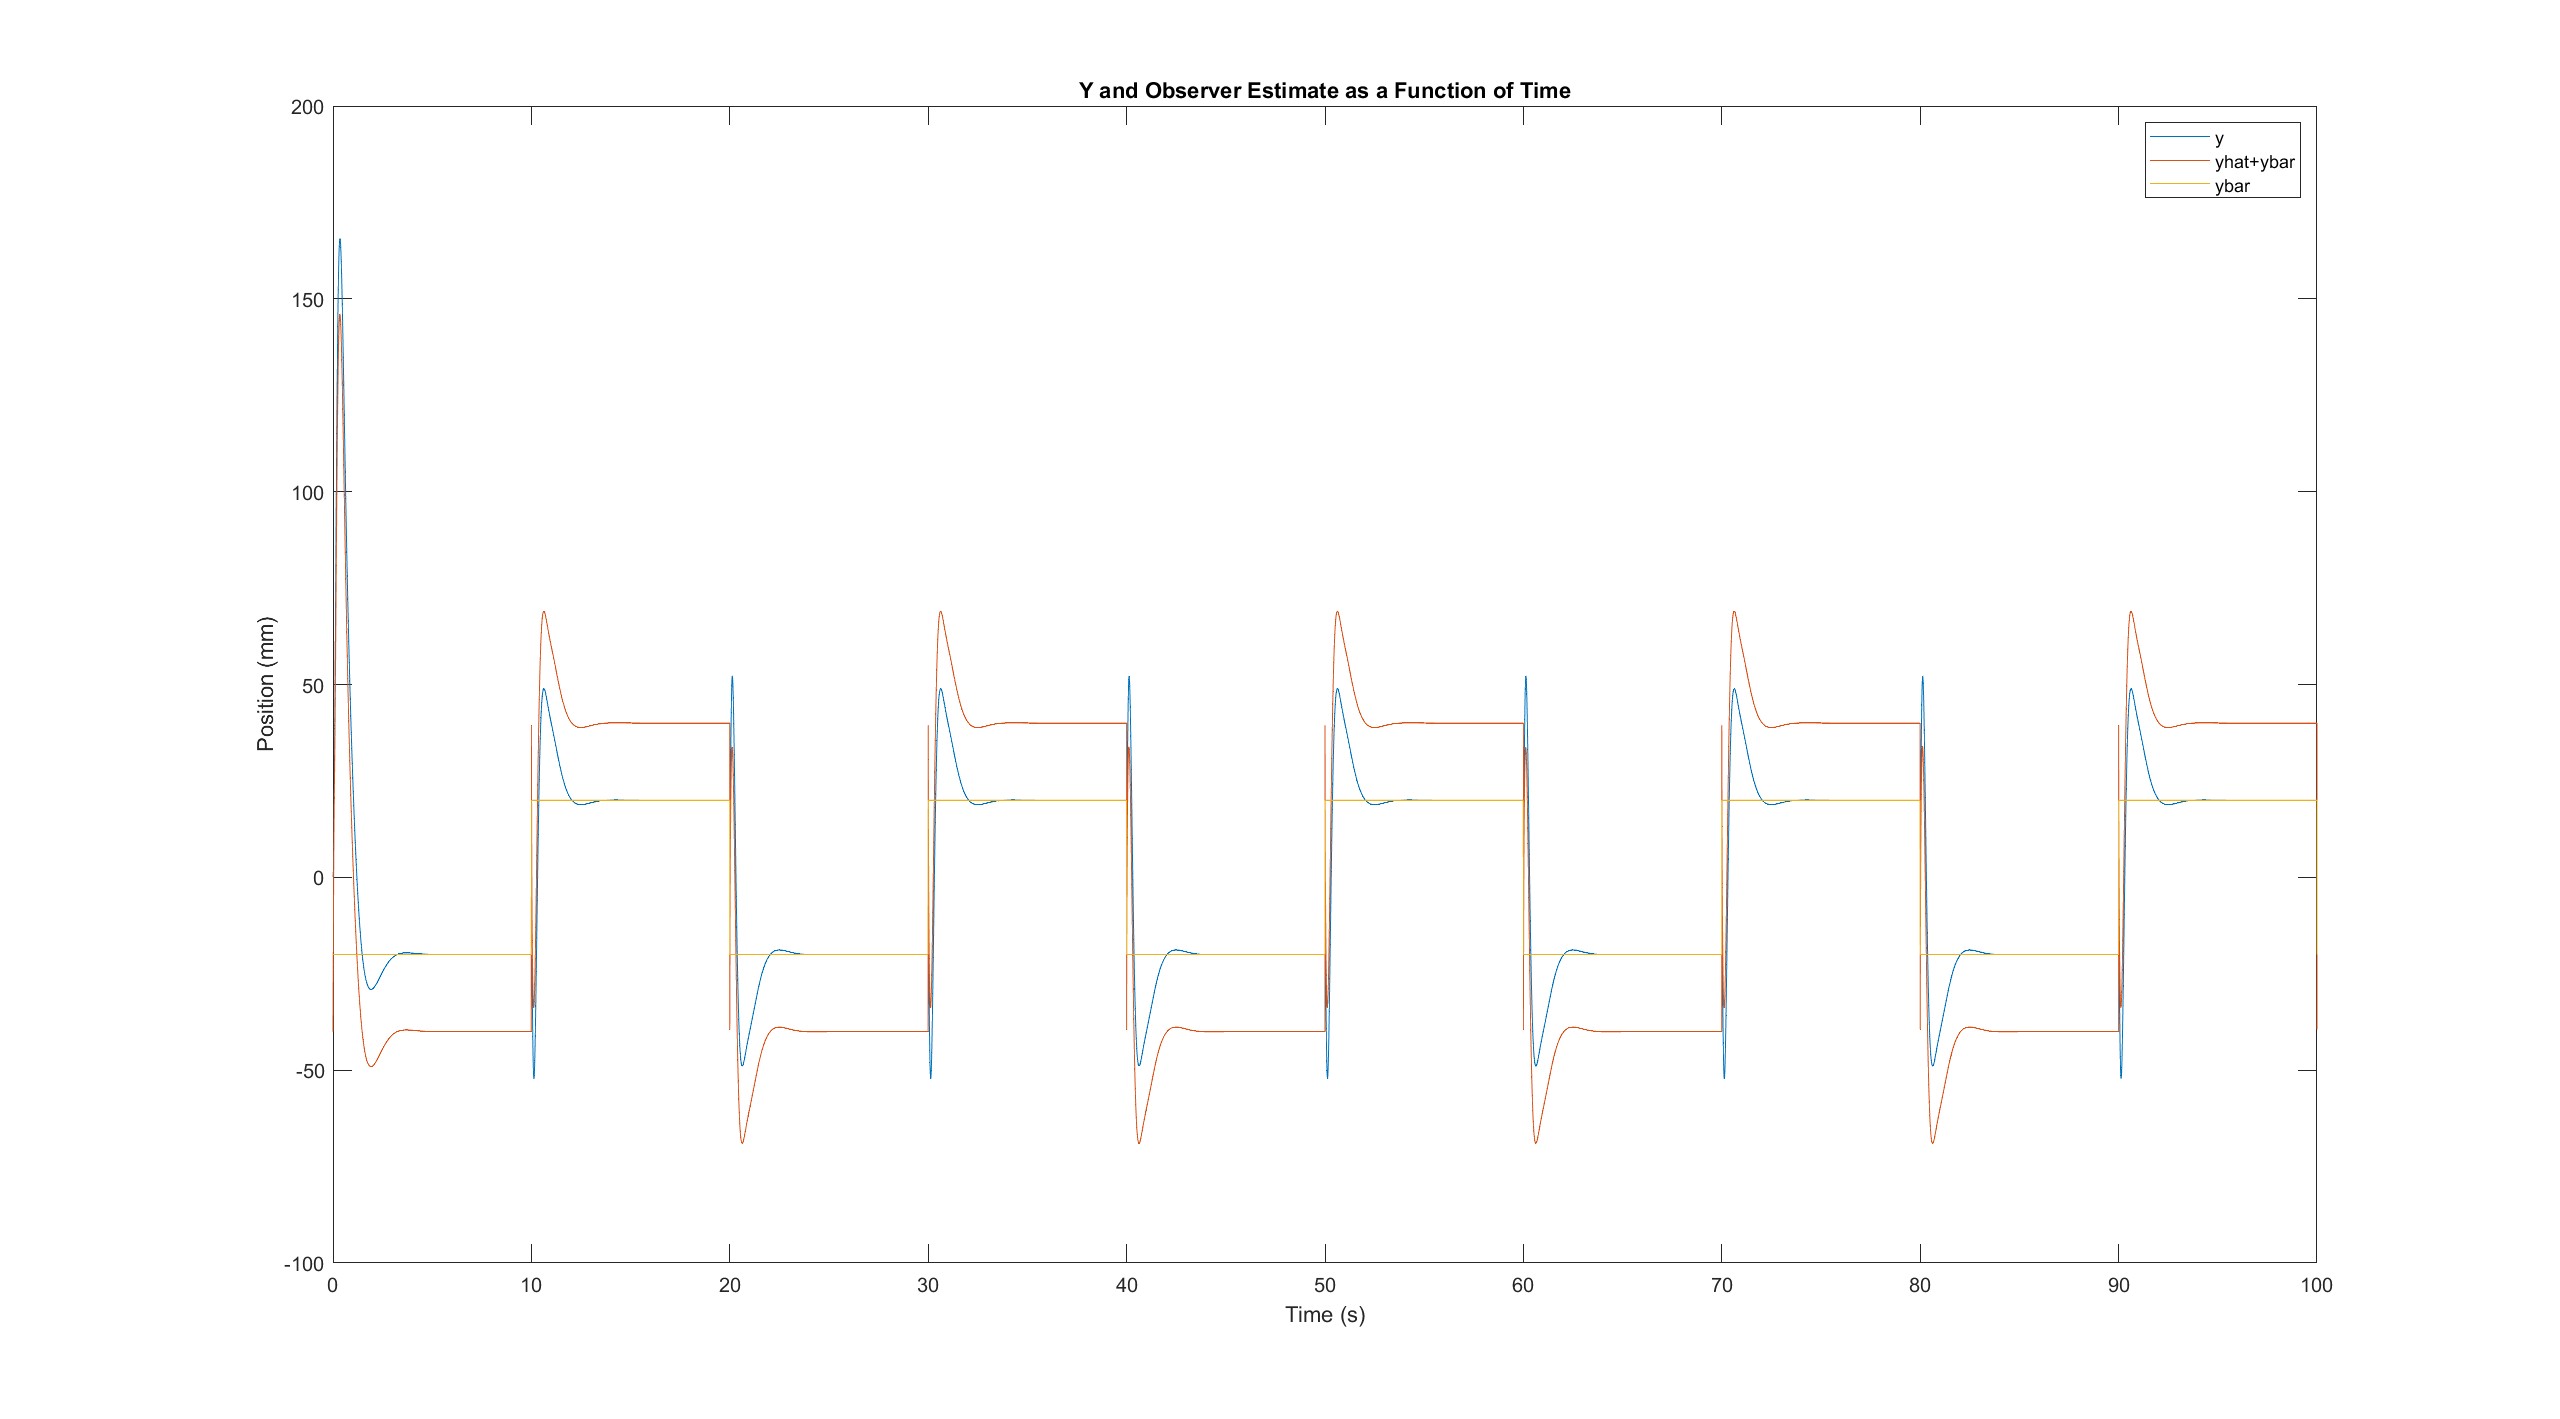 Y and Observer Estimate as a Function of Time
200
150
100
50
0
-50
-100
Position (mm)
y
yhat+ybar
ybar
0 10 20 30 40 50 60 70 80 90 100
Time (s)